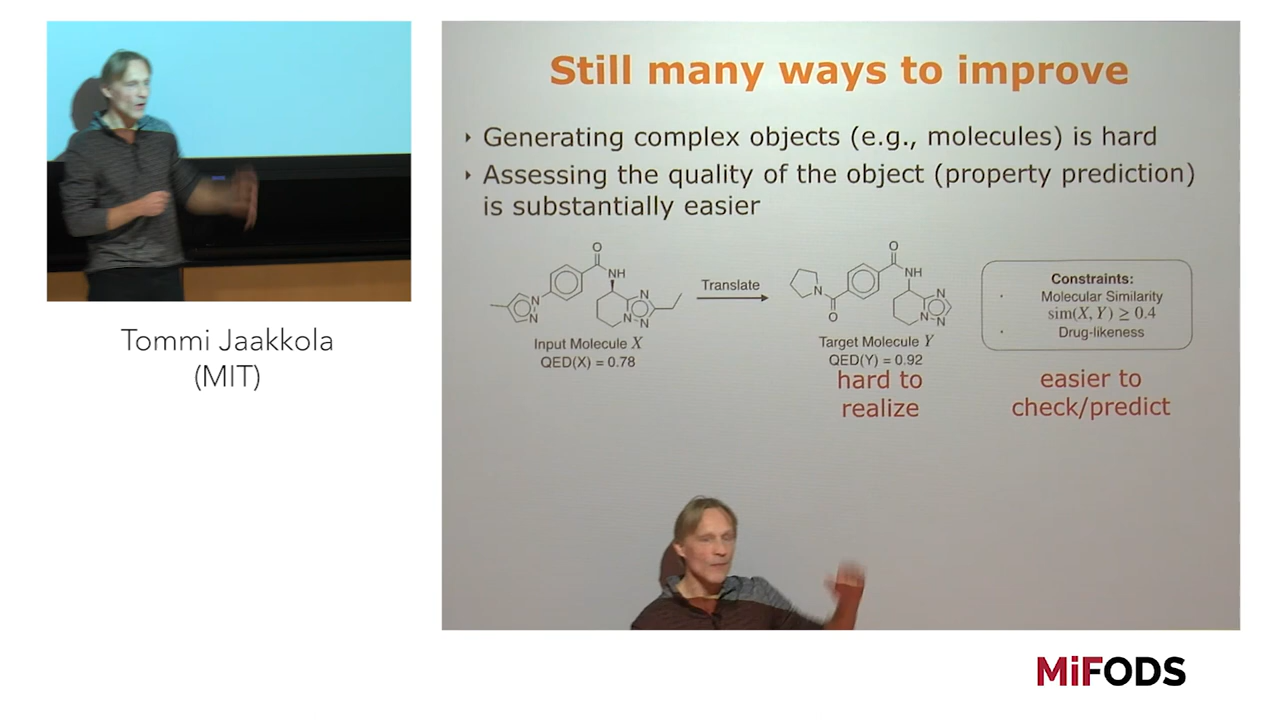 Still many ways to improve
‣ Generating complex objects (e.g., molecules) is hard
‣ Assessing the quality of the object (property prediction)
is substantially easier
O
NH
N
N
N
N
N
Input Molecule X
QED(X) = 0.78
Translate
O
NH
N
O
N
N
N
Target Molecule Y
QED(Y) = 0.92
hard to
realize
Constraints:
· Molecular Similarity
sim(X, Y) ≥ 0.4
· Drug-likeness
easier to
check/predict
Tommi Jaakkola
(MIT)
MiFODS